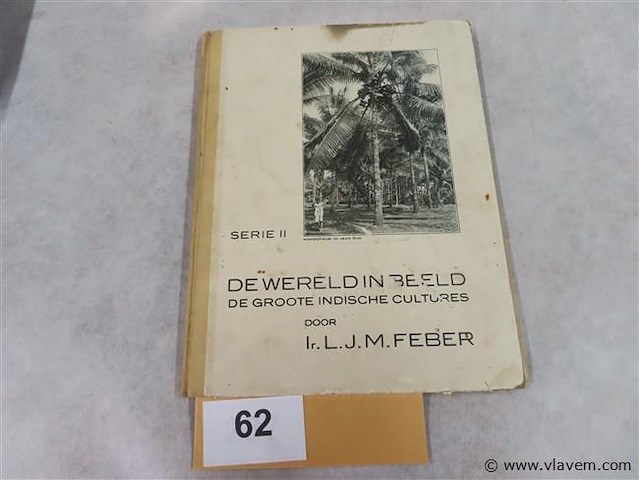 SERIE II
DE WERELD IN BEELD
DE GROOTE INDISCHE CULTURES
DOOR
Ir. L.J.M. FEBER
62
© www.vlavem.com